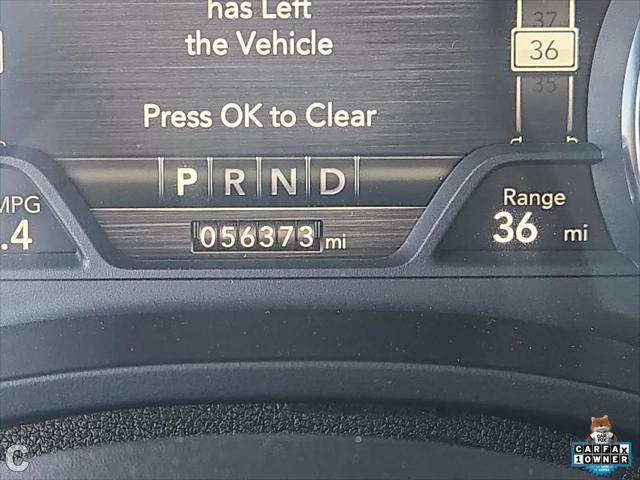 has Left
the Vehicle
Press OK to Clear
37
36
35
P R N D
MPG
.4
056373 mi
Range
36 mi
C
CARFAX
1 OWNER